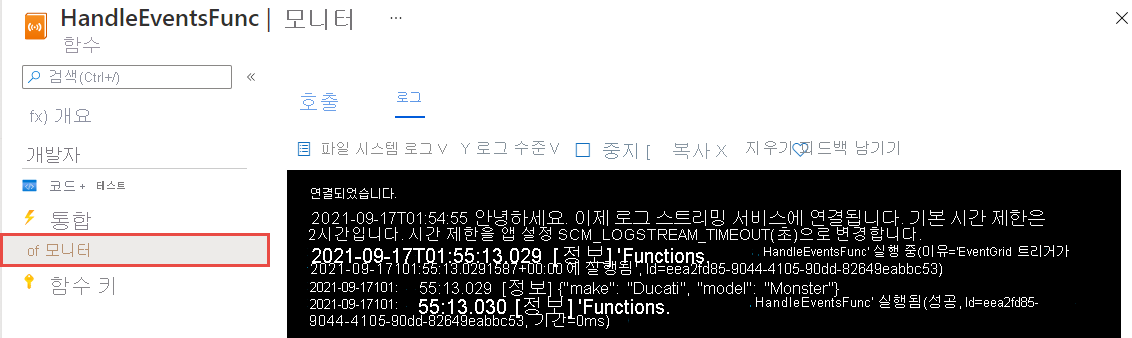 HandleEventsFunc | 모니터 ...
함수
검색(Ctrl+/) «
fx) 개요
개발자
코드 + 테스트
통합
of 모니터
함수 키
호출 로그
파일 시스템 로그 V Y 로그 수준 V 중지 [ 복사 X 지우기 피드백 남기기
연결되었습니다.
2021-09-17T01:54:55 안녕하세요. 이제 로그 스트리밍 서비스에 연결됩니다. 기본 시간 제한은
2시간입니다. 시간 제한을 앱 설정 SCM_LOGSTREAM_TIMEOUT(초)으로 변경합니다.
2021-09-17T01:55:13.029 [정보] 'Functions. HandleEventsFunc' 실행 중(이유='EventGrid 트리거가
2021-09-17101:55:13.0291587+00:00에 실행됨', Id=eea2fd85-9044-4105-90dd-82649eabbc53)
2021-09-17101: 55:13.029 [정보] {"make": "Ducati", "model": "Monster"}
2021-09-17101: 55:13.030 [정보] 'Functions. HandleEventsFunc' 실행됨(성공, Id=eea2fd85-
9044-4105-90dd-82649eabbc53, 기간=0ms)